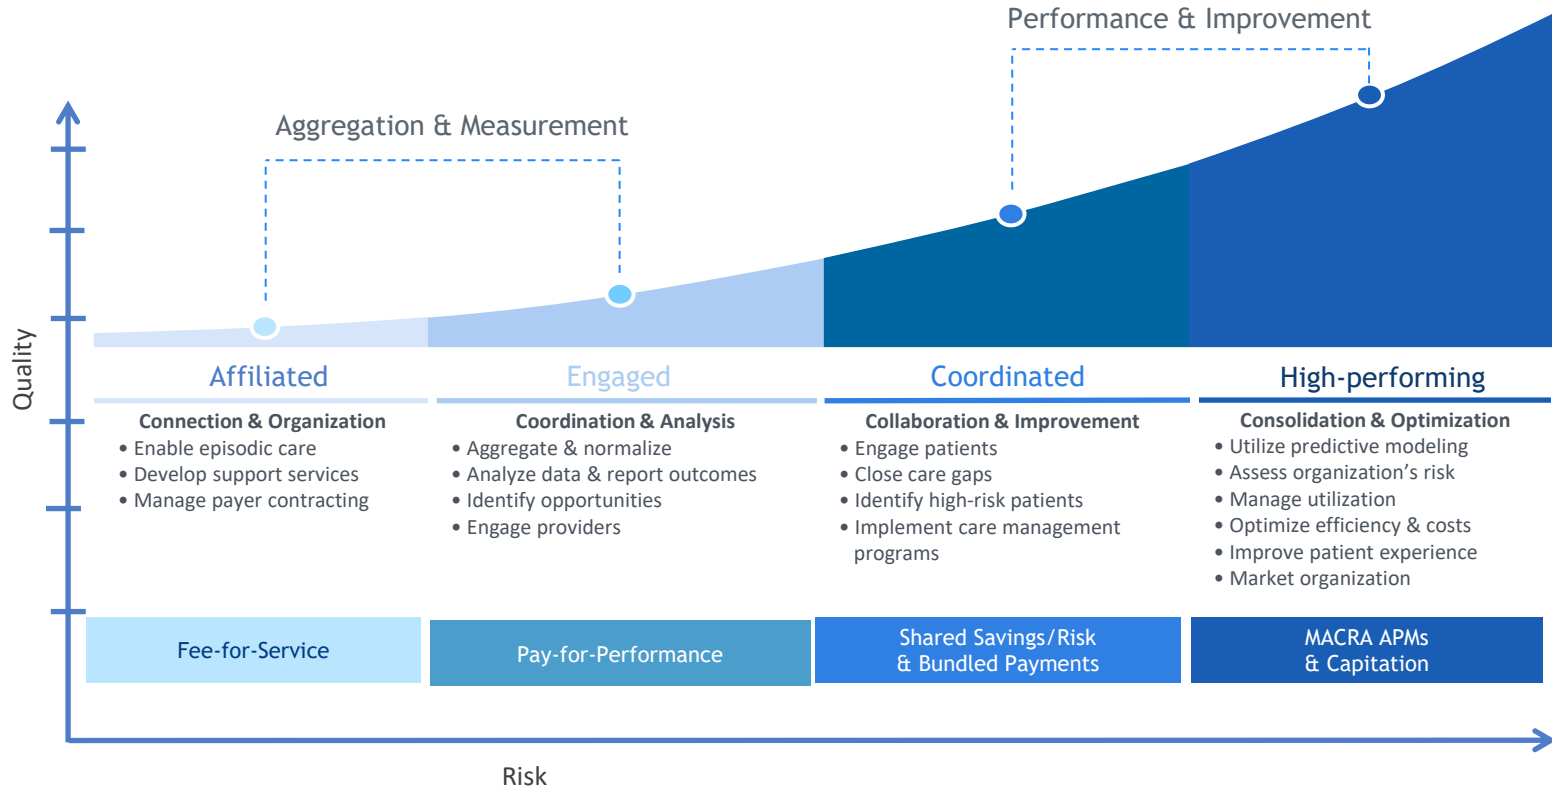 Performance & Improvement
Aggregation & Measurement
Quality
Affiliated
Connection & Organization
• Enable episodic care
• Develop support services
• Manage payer contracting
Fee-for-Service
Engaged
Coordination & Analysis
• Aggregate & normalize
• Analyze data & report outcomes
• Identify opportunities
• Engage providers
Pay-for-Performance
Coordinated
Collaboration & Improvement
• Engage patients
• Close care gaps
• Identify high-risk patients
• Implement care management
programs
Shared Savings/Risk
& Bundled Payments
High-performing
Consolidation & Optimization
• Utilize predictive modeling
• Assess organization’s risk
• Manage utilization
• Optimize efficiency & costs
• Improve patient experience
• Market organization
MACRA APMs
& Capitation
Risk